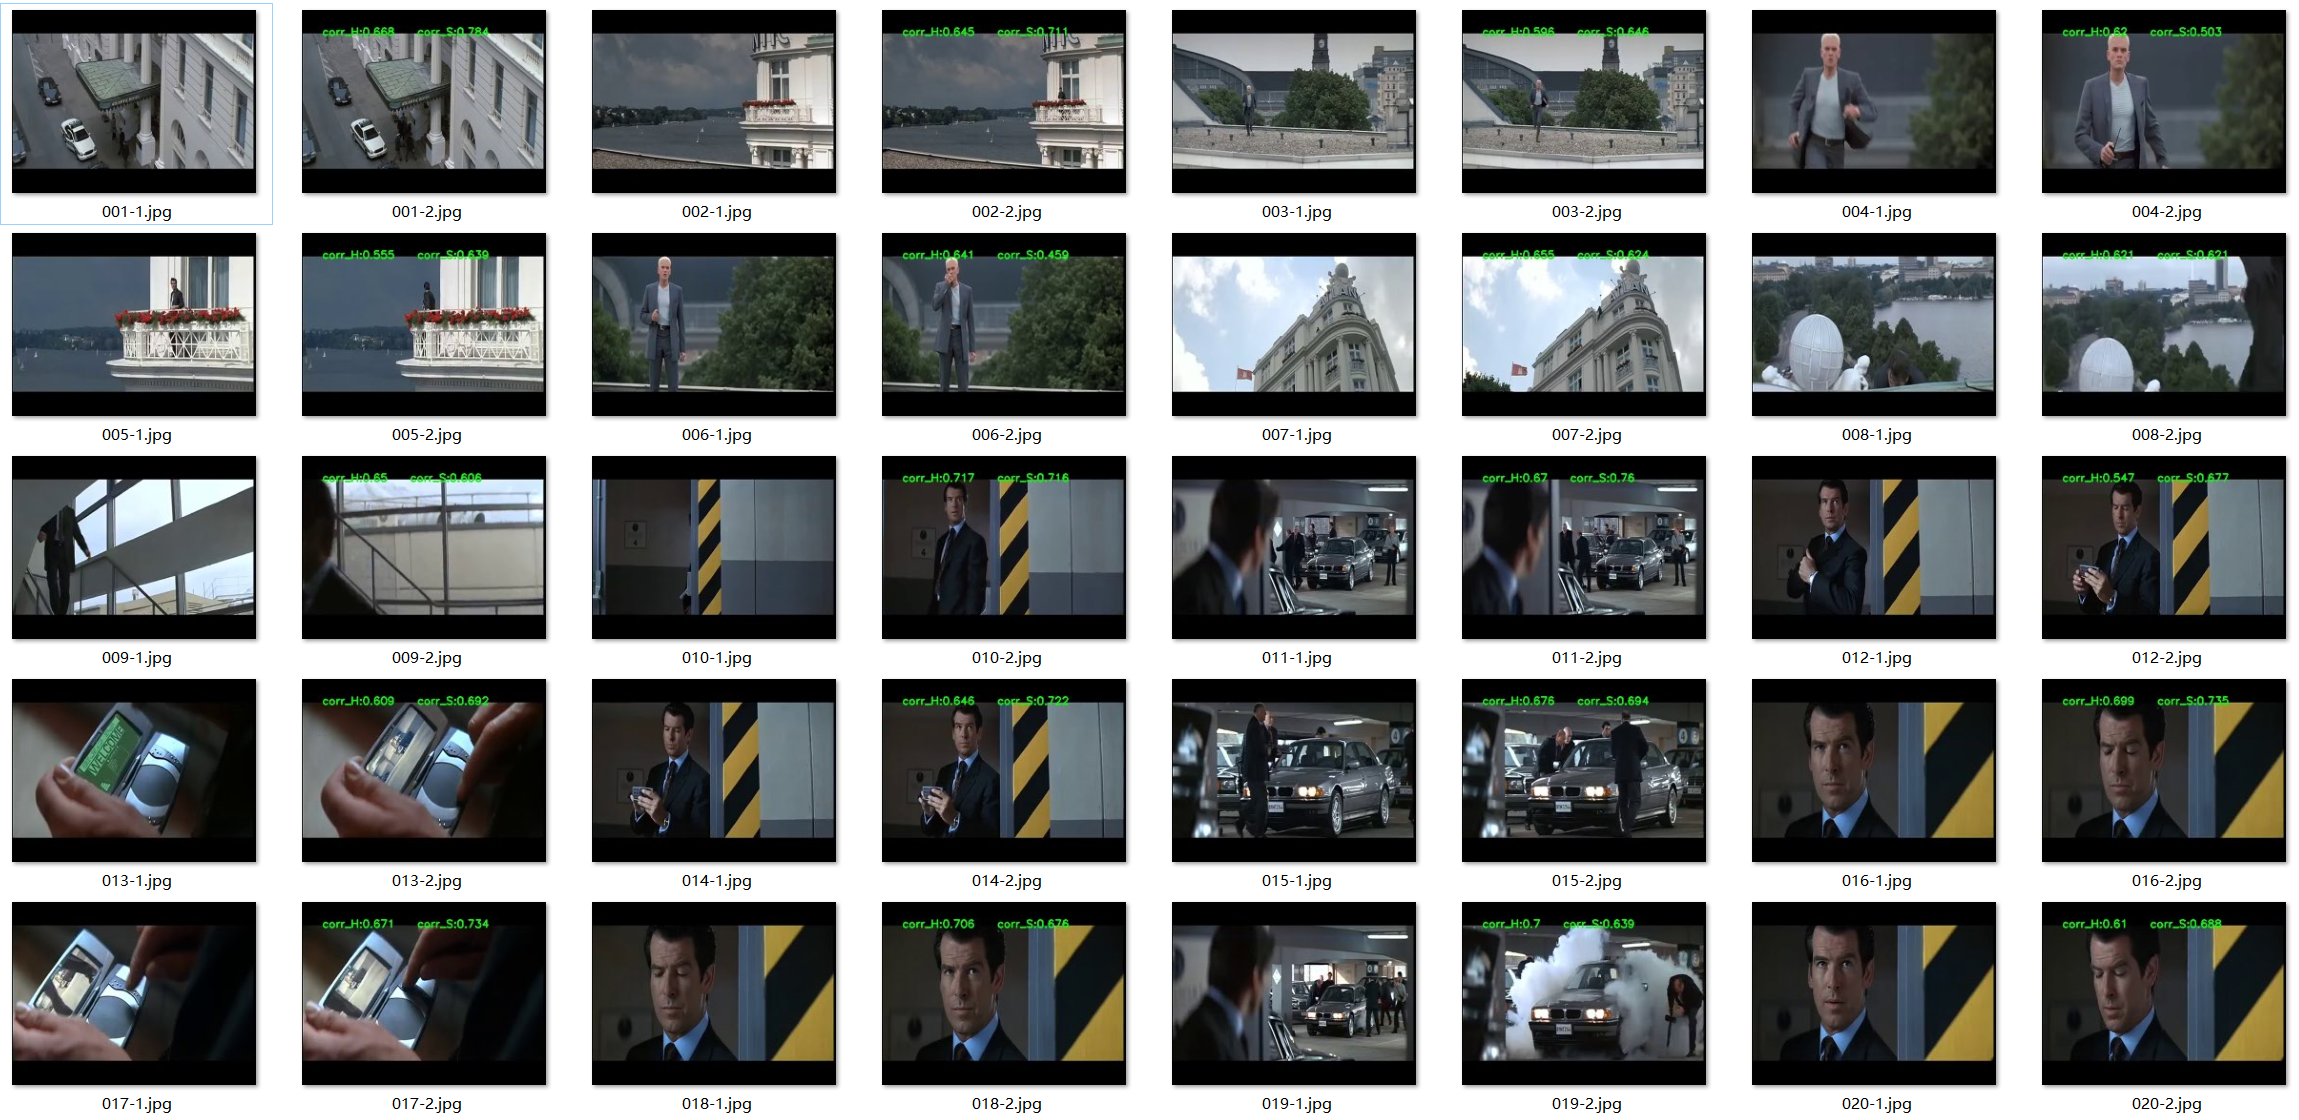 corr_H:0.668 corr_S:0.784 corr_H:0.645 corr_S:0.711 corr_H:0.596 corr_S:0.646 corr_H:0.62 corr_S:0.503
001-1.jpg 001-2.jpg 002-1.jpg 002-2.jpg 003-1.jpg 003-2.jpg 004-1.jpg 004-2.jpg
corr_H:0.555 corr_S:0.639 corr_H:0.641 corr_S:0.459 corr_H:0.655 corr_S:0.624 corr_H:0.621 corr_S:0.621
005-1.jpg 005-2.jpg 006-1.jpg 006-2.jpg 007-1.jpg 007-2.jpg 008-1.jpg 008-2.jpg
corr_H:0.65 corr_S:0.606 corr_H:0.717 corr_S:0.716 corr_H:0.67 corr_S:0.76 corr_H:0.547 corr_S:0.677
009-1.jpg 009-2.jpg 010-1.jpg 010-2.jpg 011-1.jpg 011-2.jpg 012-1.jpg 012-2.jpg
WELCOME
corr_H:0.609 corr_S:0.692 corr_H:0.646 corr_S:0.722 corr_H:0.676 corr_S:0.694 corr_H:0.699 corr_S:0.735
013-1.jpg 013-2.jpg 014-1.jpg 014-2.jpg 015-1.jpg 015-2.jpg 016-1.jpg 016-2.jpg
corr_H:0.671 corr_S:0.734 corr_H:0.706 corr_S:0.676 corr_H:0.7 corr_S:0.639 corr_H:0.61 corr_S:0.688
017-1.jpg 017-2.jpg 018-1.jpg 018-2.jpg 019-1.jpg 019-2.jpg 020-1.jpg 020-2.jpg